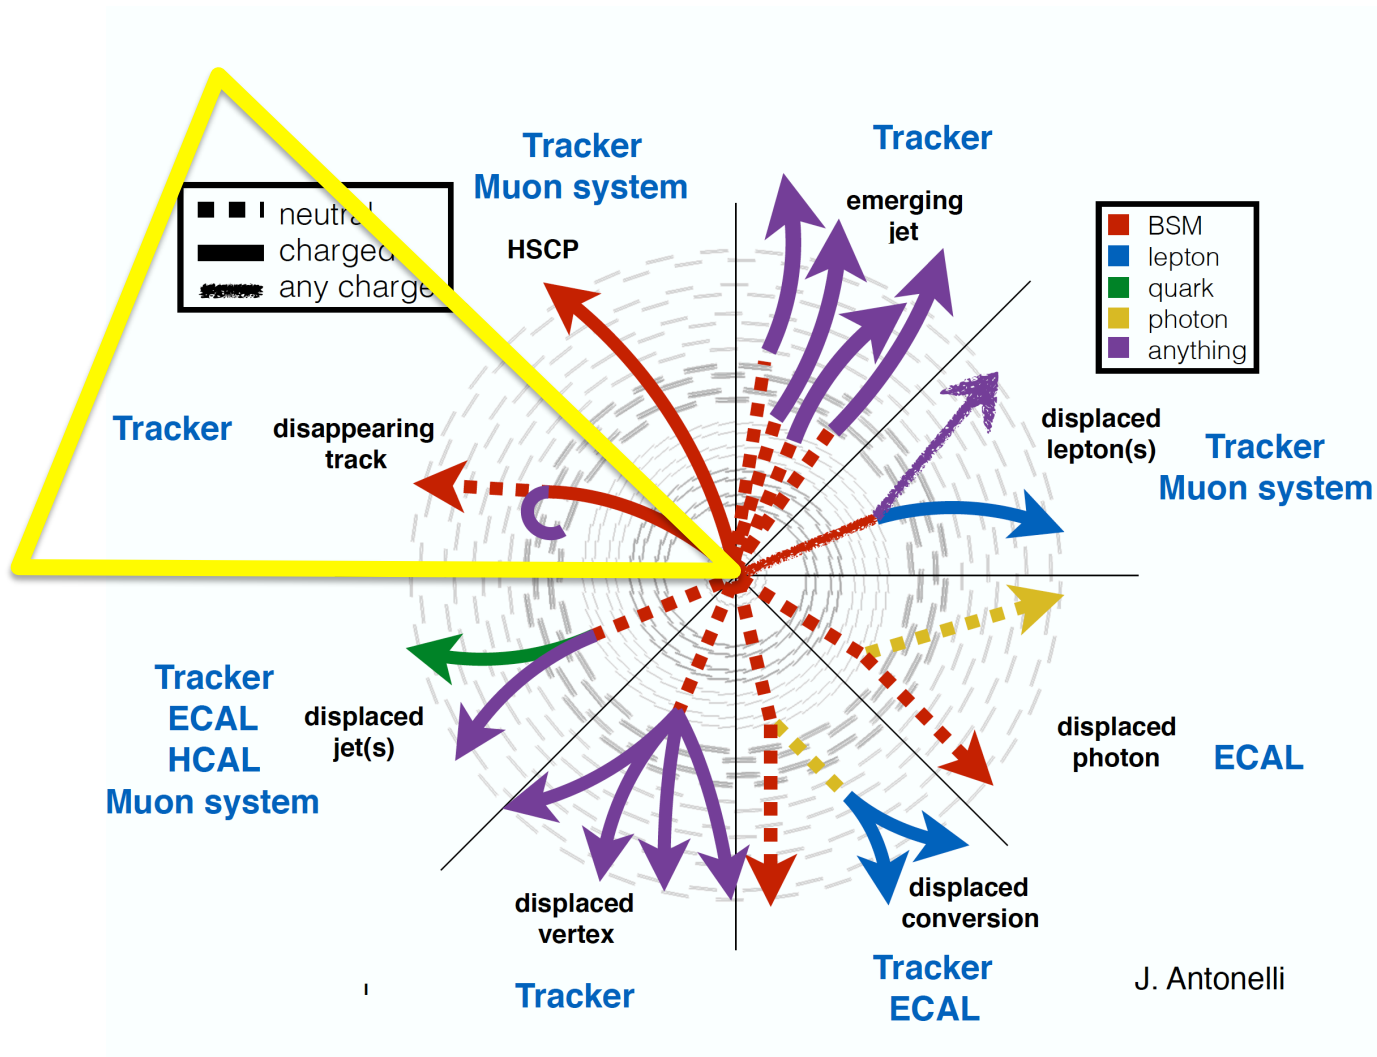 Tracker
Muon system
HSCP
Tracker
emerging
jet
neutral
charged
any charge
BSM
lepton
quark
photon
anything
Tracker
disappearing
track
displaced
lepton(s)
Tracker
Muon system
Tracker
ECAL
HCAL
Muon system
displaced
jet(s)
displaced
photon
ECAL
displaced
vertex
Tracker
displaced
conversion
Tracker
ECAL
J. Antonelli